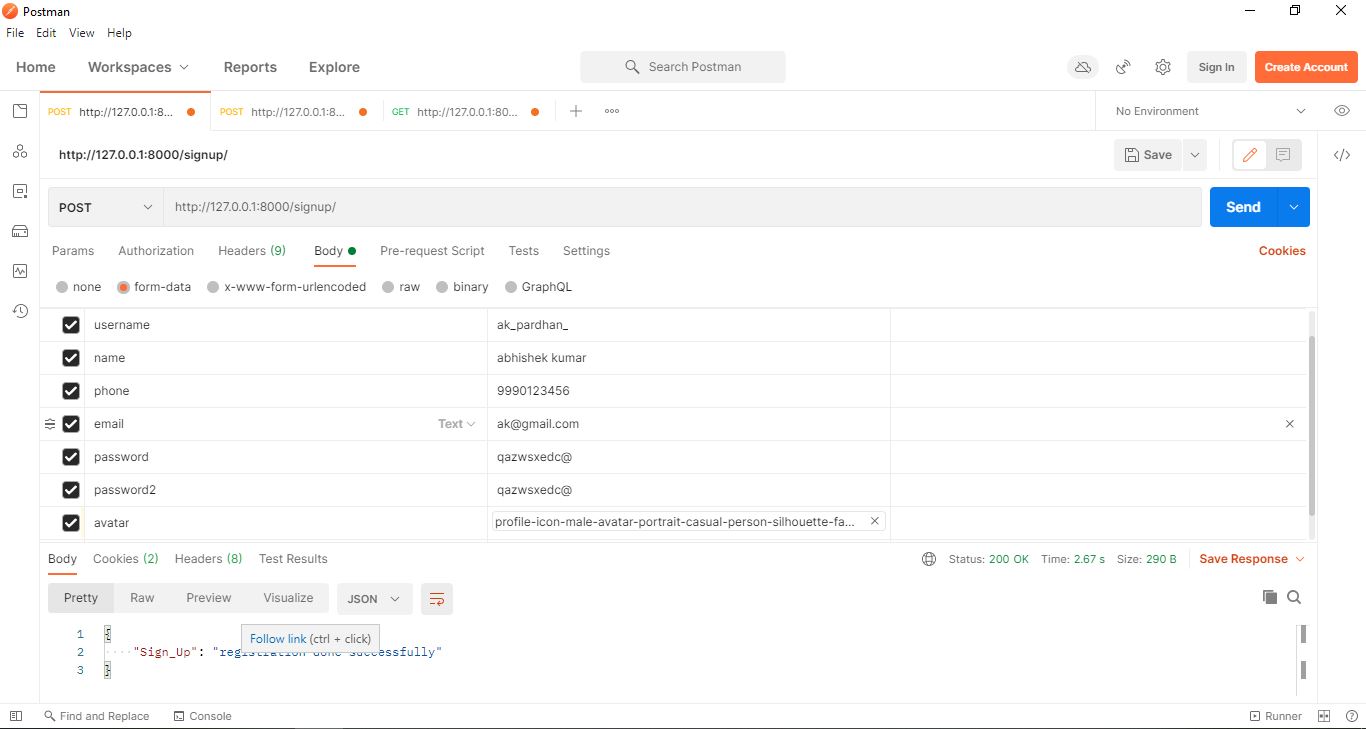 Postman
File Edit View Help
Home Workspaces Reports Explore Search Postman Sign In Create Account
POST http://127.0.0.1:8... POST http://127.0.0.1:8... GET http://127.0.0.1:80... No Environment
http://127.0.0.1:8000/signup/ Save
POST http://127.0.0.1:8000/signup/ Send
Params Authorization Headers (9) Body Pre-request Script Tests Settings Cookies
none form-data x-www-form-urlencoded raw binary GraphQL
username ak_pardhan_
name abhishek kumar
phone 9990123456
email Text ak@gmail.com
password qazwsxedc@
password2 qazwsxedc@
avatar profile-icon-male-avatar-portrait-casual-person-silhouette-fa...
Body Cookies (2) Headers (8) Test Results Status: 200 OK Time: 2.67 s Size: 290 B Save Response
Pretty Raw Preview Visualize JSON
1 {
Follow link (ctrl + click)
2 "Sign_Up": "registration done successfully"
3 }
Find and Replace Console Runner